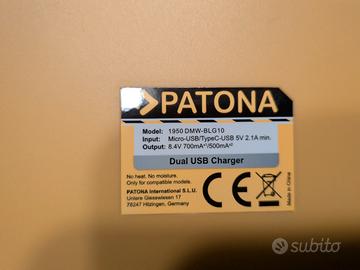 PATONA
Model: 1950 DMW-BLG10
Input: Micro-USB/TypeC-USB 5V 2.1A min.
Output: 8.4V 700mA*¹/500mA*²
Dual USB Charger
No heat. No moisture.
Only for compatible models.
PATONA International S.L.U.
Untere Giesswiesen 17
78247 Hilzingen, Germany
CE
Made in China
subito